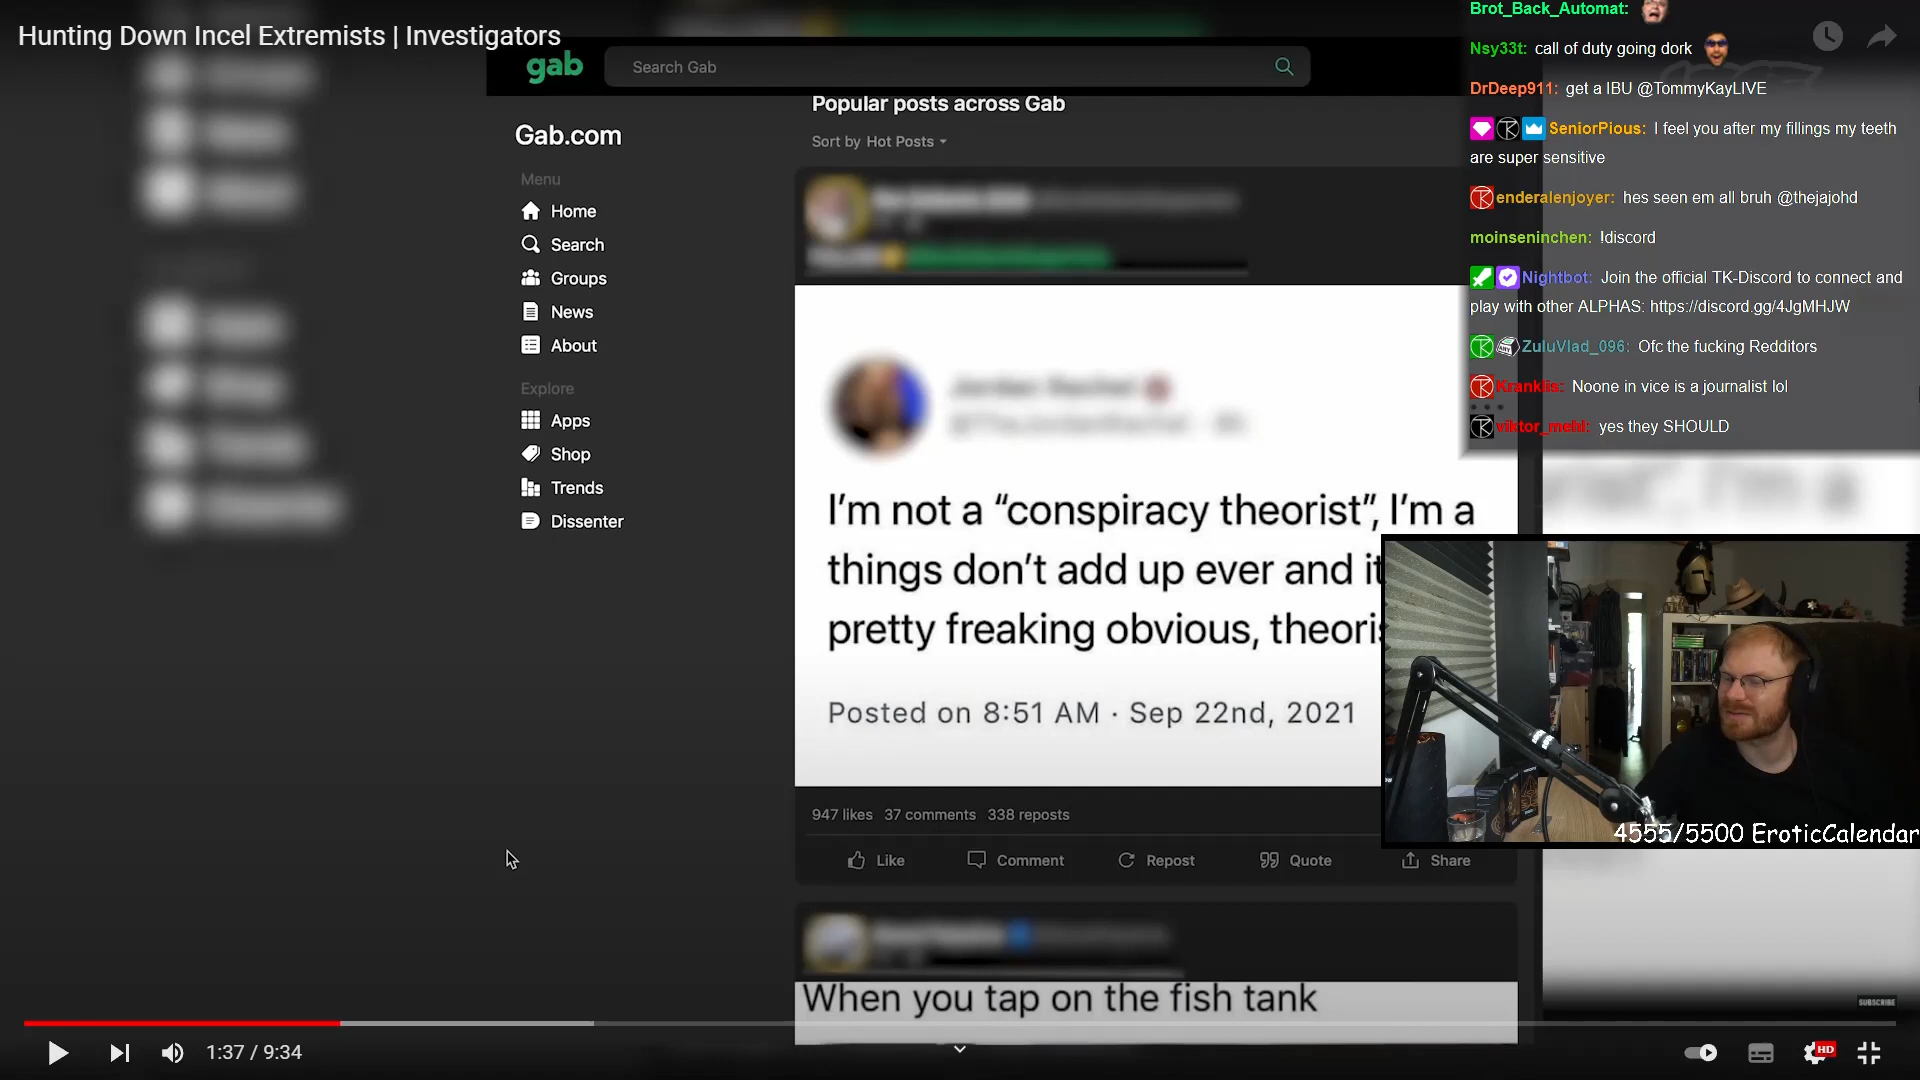 Hunting Down Incel Extremists | Investigators
gab
Search Gab
Popular posts across Gab
Sort by Hot Posts
Gab.com
Menu
Home
Search
Groups
News
About
Explore
Apps
Shop
Trends
Dissenter
I'm not a “conspiracy theorist”, I'm a
things don't add up ever and it
pretty freaking obvious, theoris
Posted on 8:51 AM · Sep 22nd, 2021
947 likes 37 comments 338 reposts
Like Comment Repost Quote Share
When you tap on the fish tank
Brot_Back_Automat:
Nsy33t: call of duty going dork
DrDeep911: get a IBU @TommyKayLIVE
SeniorPious: I feel you after my fillings my teeth
are super sensitive
enderalenjoyer: hes seen em all bruh @thejajohd
moinseninchen: !discord
Nightbot: Join the official TK-Discord to connect and
play with other ALPHAS: https://discord.gg/4JgMHJW
ZuluVlad_096: Ofc the fucking Redditors
Kranklis: Noone in vice is a journalist lol
viktor_mehl: yes they SHOULD
4555/5500 EroticCalendar
SUBSCRIBE
1:37 / 9:34
HD